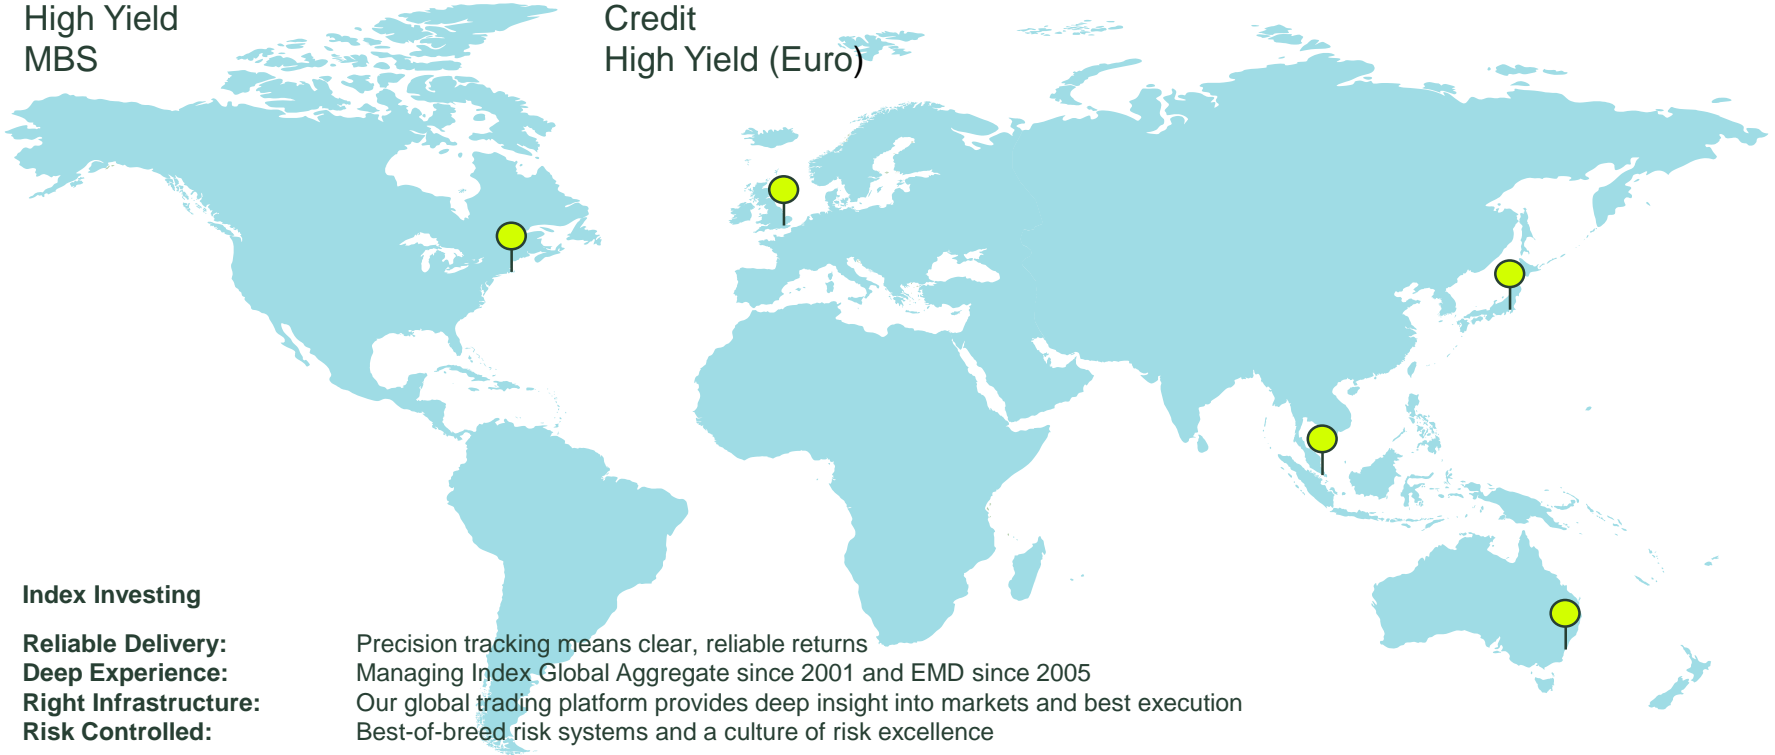 High Yield
MBS
Credit
High Yield (Euro)
Index Investing
Reliable Delivery: Precision tracking means clear, reliable returns
Deep Experience: Managing Index Global Aggregate since 2001 and EMD since 2005
Right Infrastructure: Our global trading platform provides deep insight into markets and best execution
Risk Controlled: Best-of-breed risk systems and a culture of risk excellence